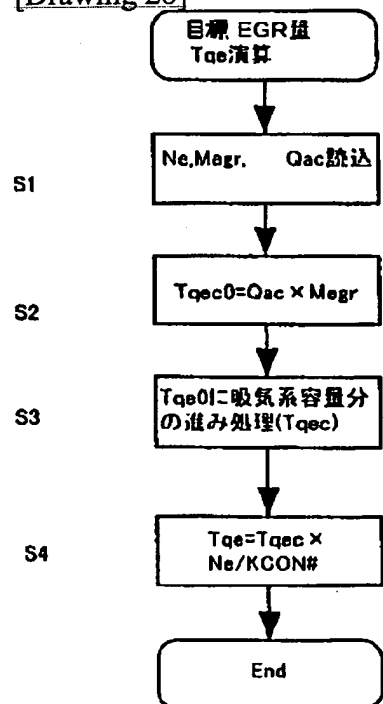 [Drawing 20]
目標 EGR量
Tqe演算
S1
Ne,Megr, Qac読込
S2
Tqec0=Qac × Megr
S3
Tqe0に吸気系容量分
の進み処理(Tqec)
S4
Tqe=Tqec ×
Ne/KCON#
End